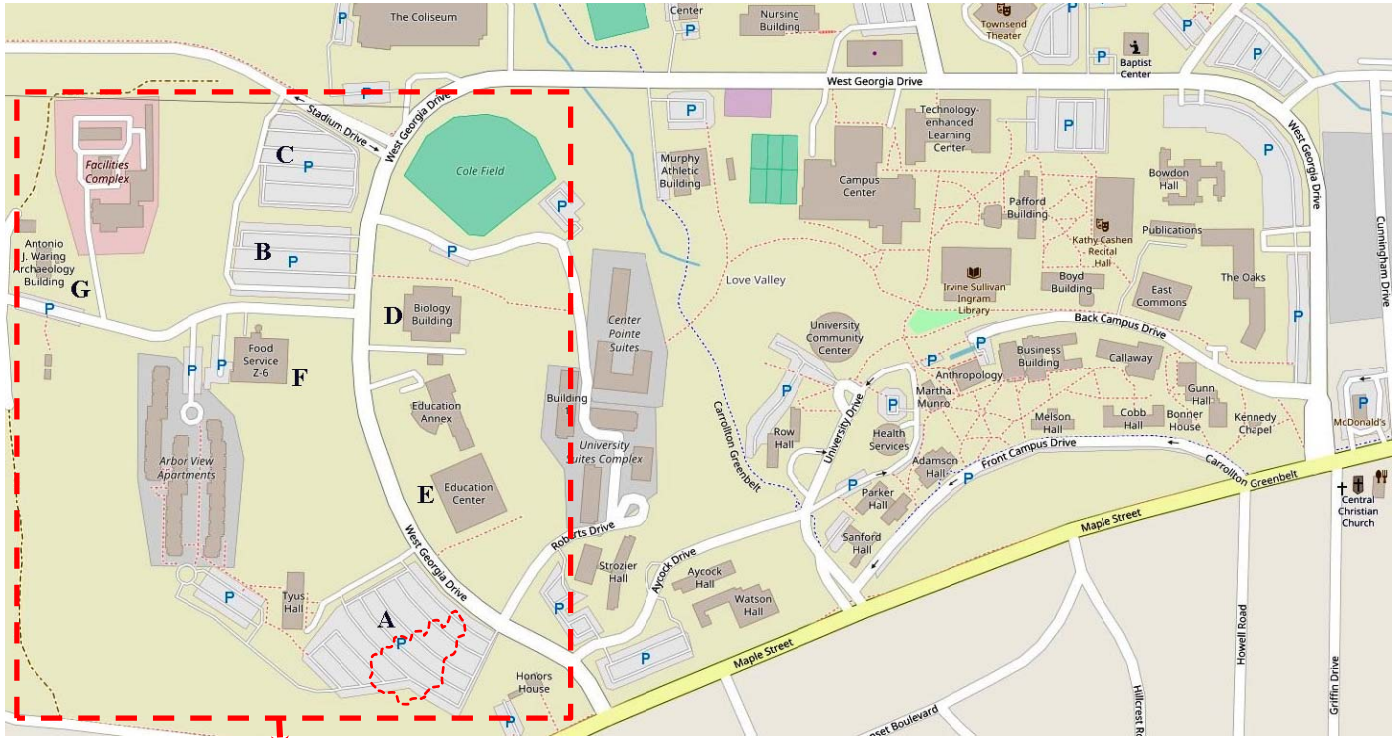 P
The Coliseum
Center
P
Nursing
Building
Townsend
Theater
P
P
P
P
Baptist
Center
West Georgia Drive
P
Stadium Drive
West Georgia Drive
C
P
Facilities
Complex
Cole Field
P
Murphy
Athletic
Building
Technology-
enhanced
Learning
Center
Campus
Center
P
West Georgia Drive
P
Bowdon
Hall
Pafford
Building
Kathy Cashen
Recital
Hall
Publications
Cunningham Drive
P
Antonio
J. Waring
Archaeology
Building
B
P
P
G
P
Love Valley
Irvine Sullivan
Ingram
Library
Boyd
Building
East
Commons
The Oaks
D
Biology
Building
Center
Pointe
Suites
University
Community
Center
Back Campus Drive
P
Food
Service
Z-6
F
P
P
P
P
Anthropology
Business
Building
Callaway
P
Martha
Munro
P
Gunn
Hall
P
McDonald's
Education
Annex
Building
1
Carrollton Greenbelt
Row
Hall
University Drive
Health
Services
Melson
Hall
Cobb
Hall
Bonner
House
Kennedy
Chapel
Arbor View
Apartments
University
Suites Complex
Adamson
Hall
Front Campus Drive
Carrollton Greenbelt
E
Education
Center
P
Parker
Hall
P
Central
Christian
Church
West Georgia Drive
Roberts Drive
Sanford
Hall
Maple Street
Strozier
Hall
Aycock Drive
Aycock
Hall
P
Tyus
Hall
A
P
P
Watson
Hall
P
Maple Street
Howell Road
Honors
House
P
Griffin Drive
Hillcrest Ro
nset Boulevard